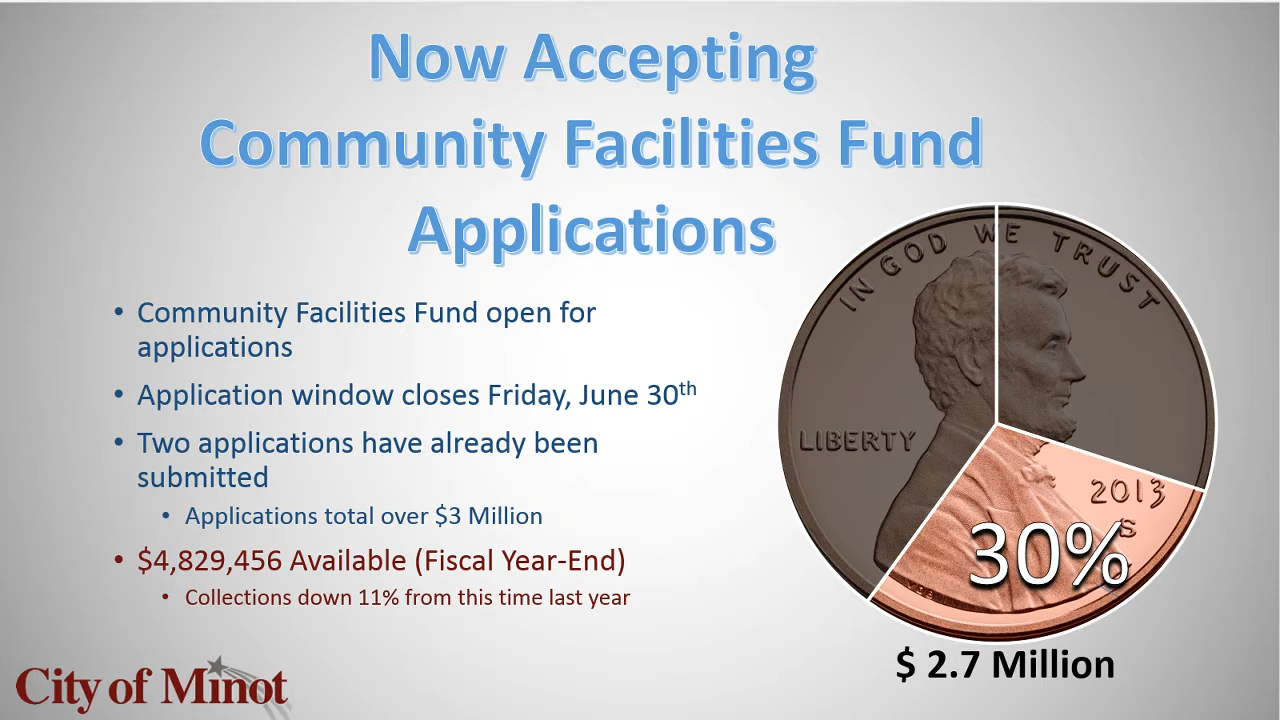 Now Accepting
Community Facilities Fund
Applications
• Community Facilities Fund open for
applications
• Application window closes Friday, June 30th
• Two applications have already been
submitted
• Applications total over $3 Million
• $4,829,456 Available (Fiscal Year-End)
• Collections down 11% from this time last year
IN GOD WE TRUST
LIBERTY
2013
S
30%
$ 2.7 Million
City of Minot